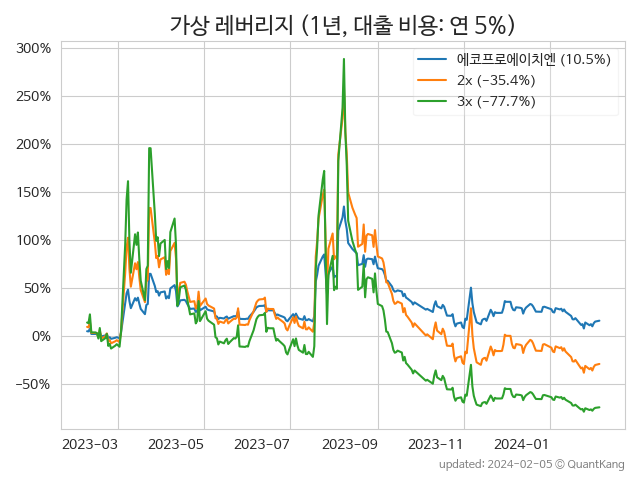 가상 레버리지 (1년, 대출 비용: 연 5%)
300%
250%
200%
150%
100%
50%
0%
−50%
에코프로에이치엔 (10.5%)
2x (−35.4%)
3x (−77.7%)
2023-03 2023-05 2023-07 2023-09 2023-11 2024-01
updated: 2024-02-05 © QuantKang